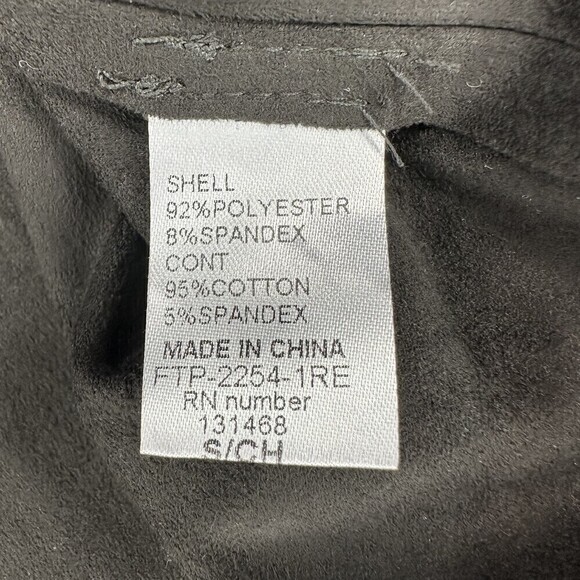 SHELL
92%POLYESTER
8%SPANDEX
CONT
95%COTTON
5%SPANDEX
MADE IN CHINA
FTP-2254-1RE
RN number
131468
S/CH